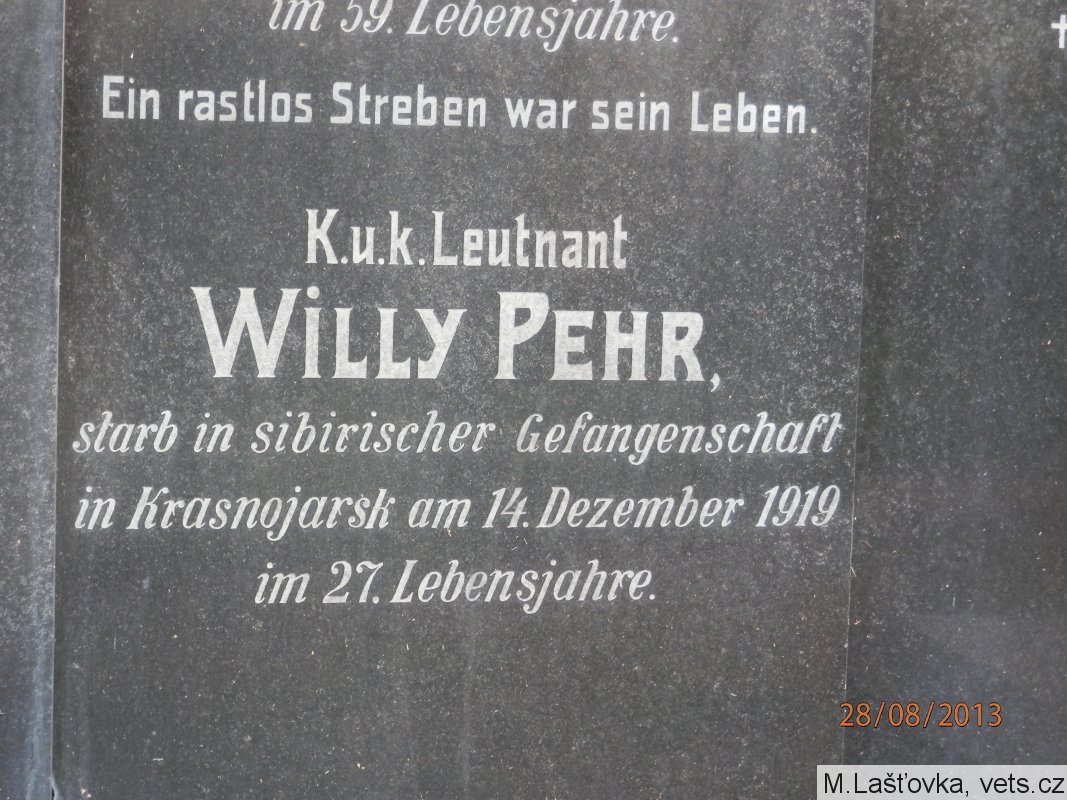 im 59. Lebensjahre.
Ein rastlos Streben war sein Leben.
K.u.k. Leutnant
WILLY PEHR,
starb in sibirischer Gefangenschaft
in Krasnojarsk am 14. Dezember 1919
im 27. Lebensjahre.
28/08/2013
M.Lašťovka, vets.cz